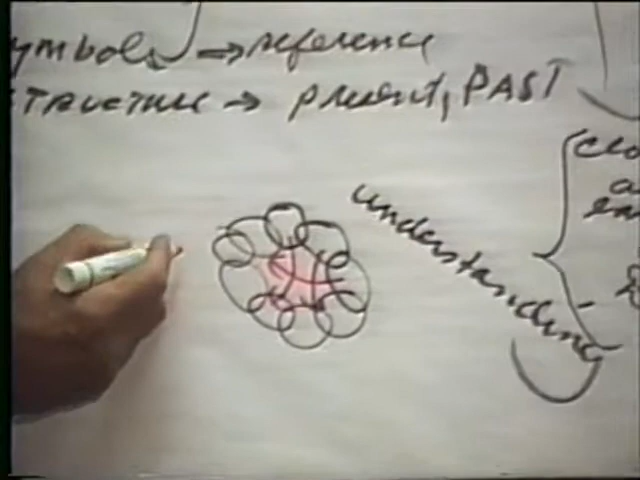 ymbols → reference
STRUCTURE → present, PAST
understanding